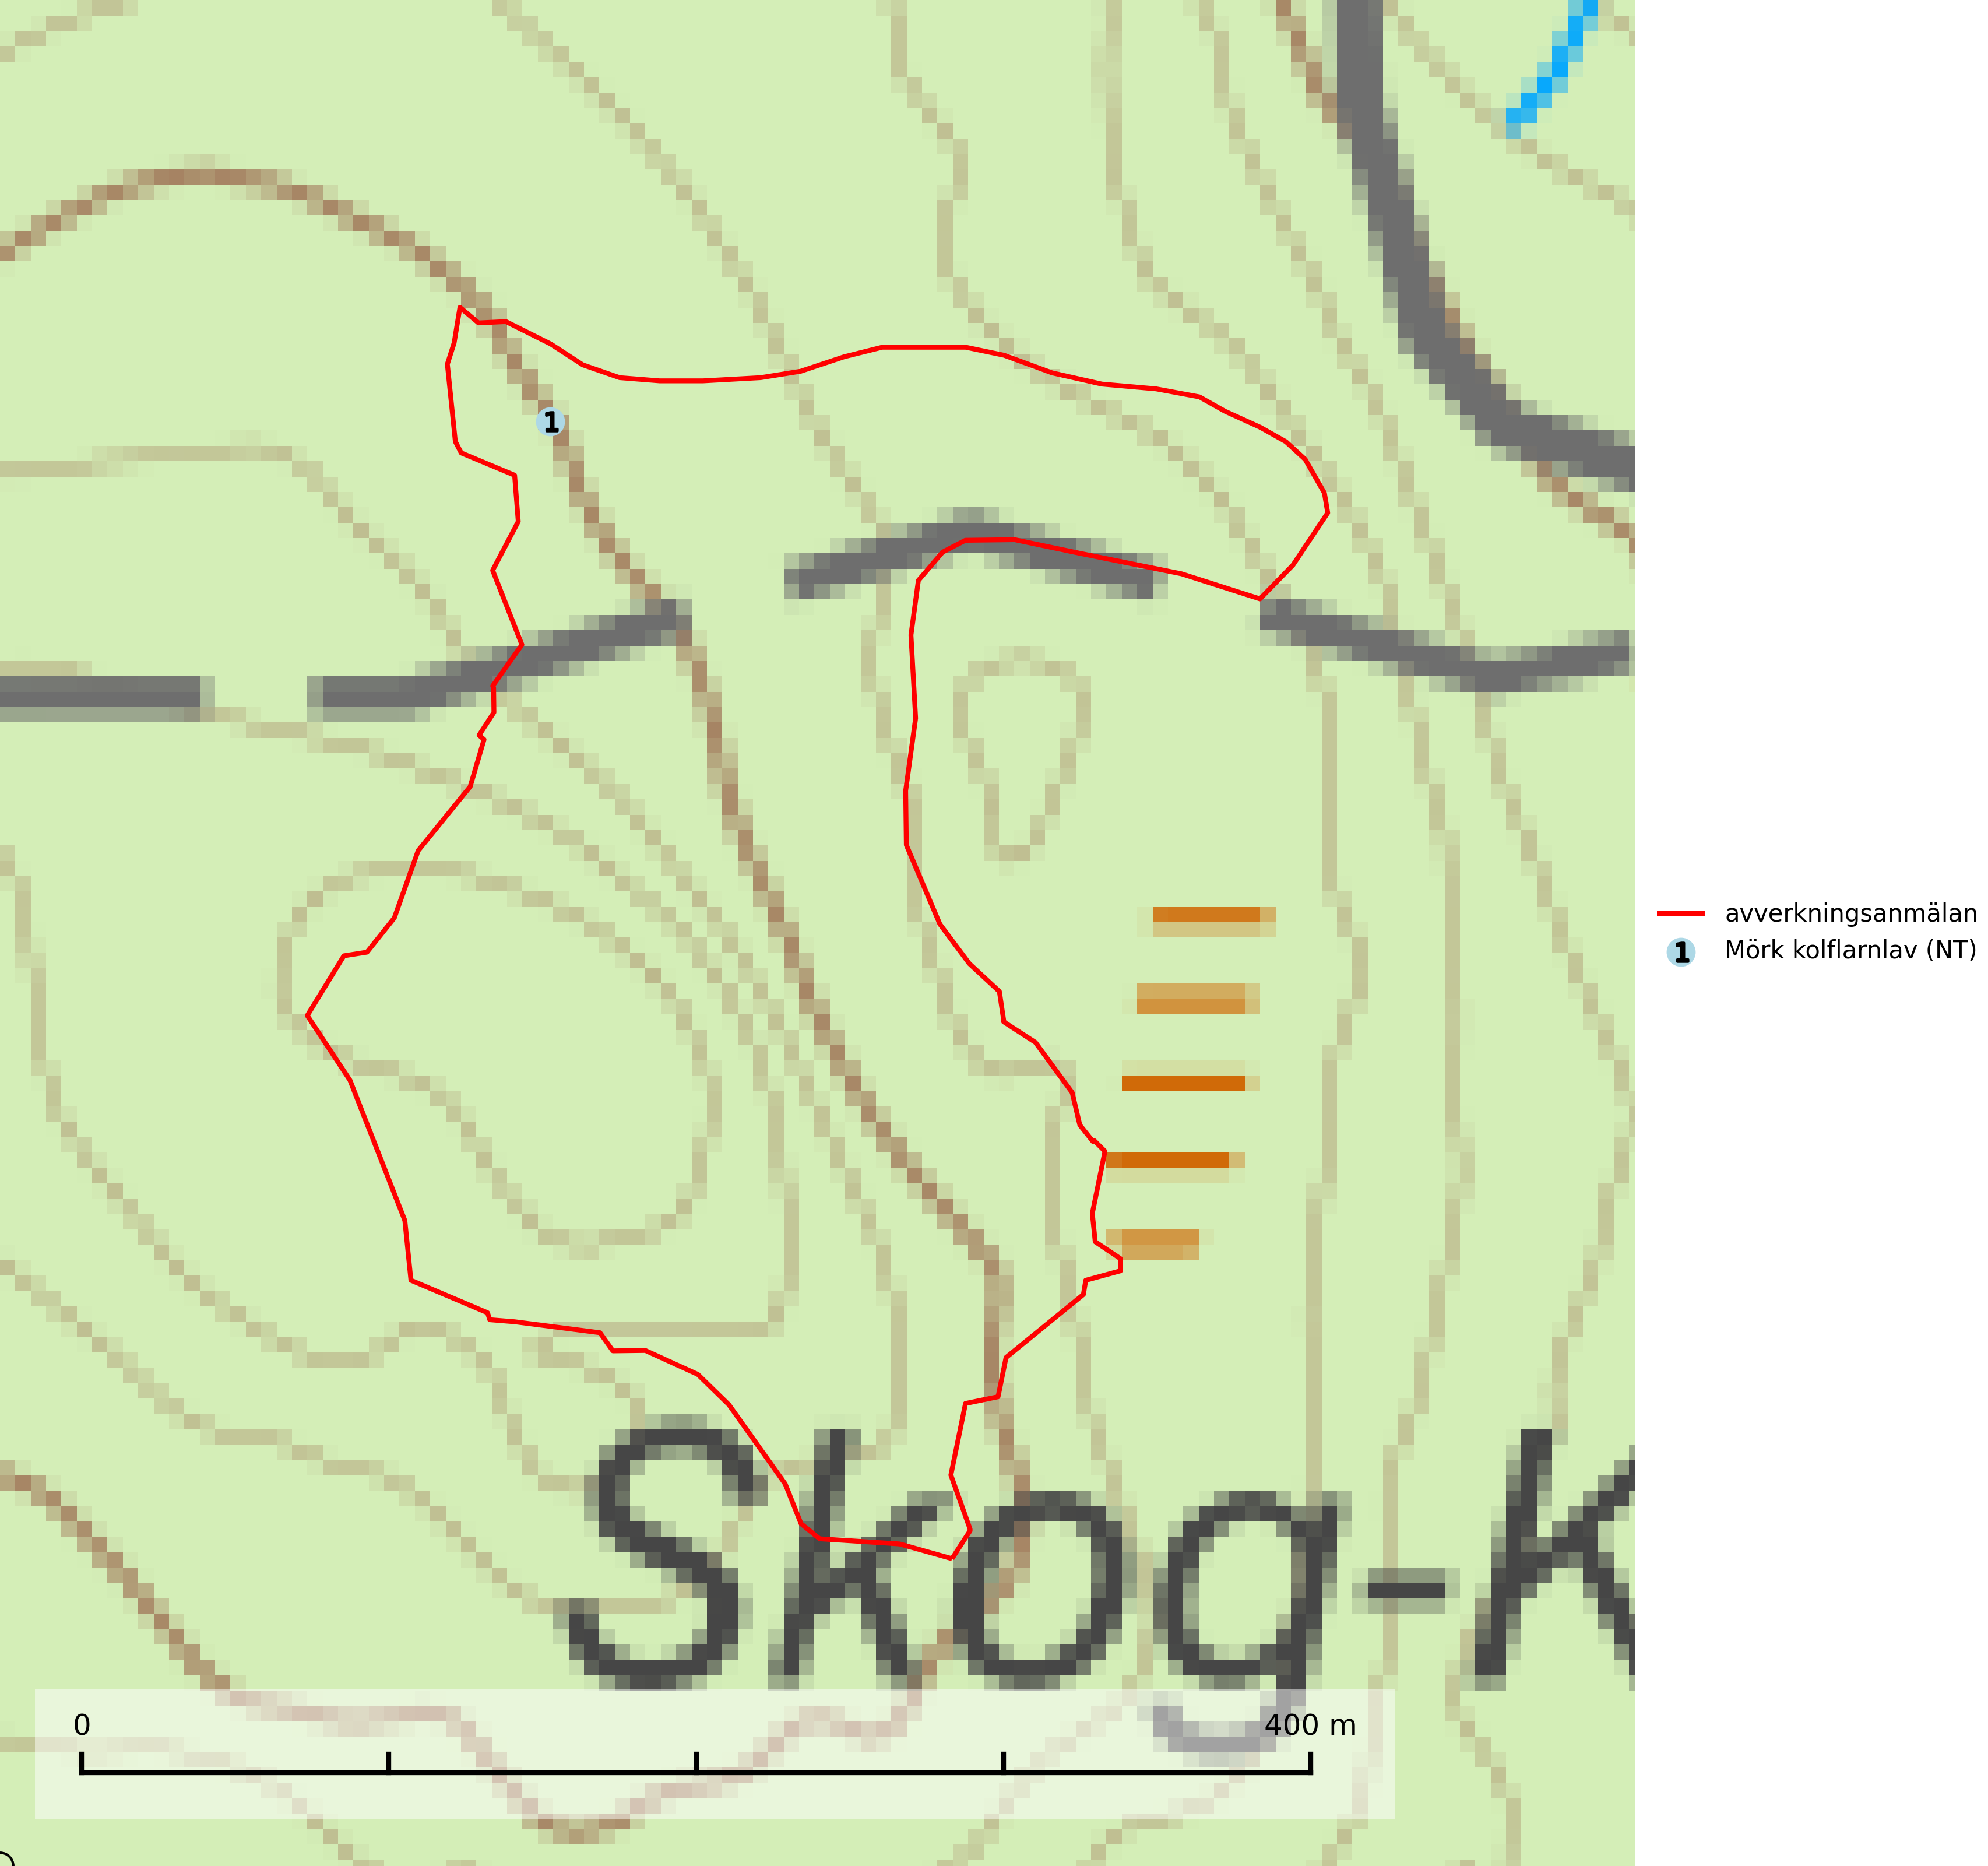 1
avverkningsanmälan
1 Mörk kolflarnlav (NT)
Skog-
0 400 m